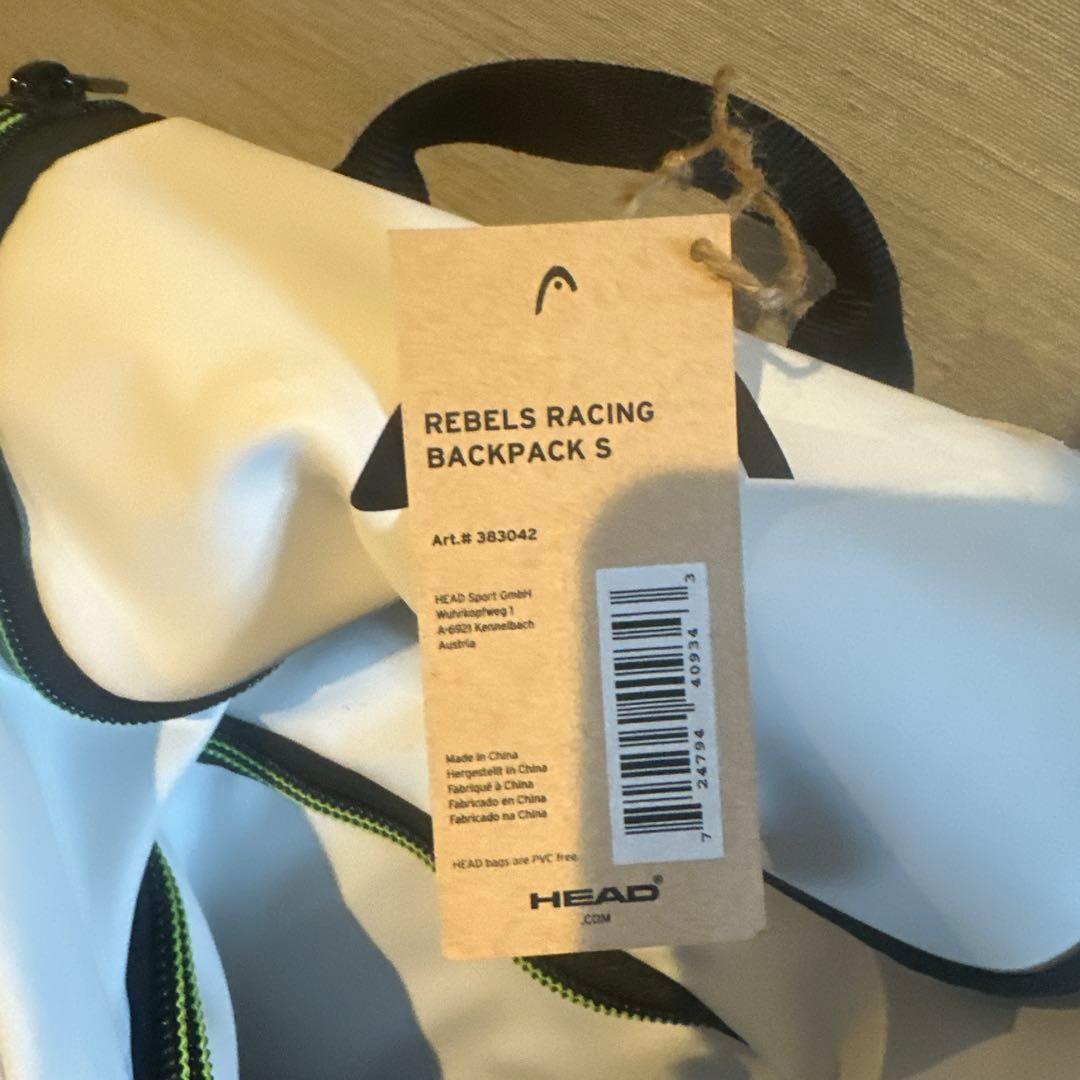 REBELS RACING
BACKPACK S
Art.# 383042
HEAD Sport GmbH
Wuhrkopfweg 1
A-6921 Kennelbach
Austria
7 24794 40934 3
Made in China
Hergestellt in China
Fabriqué à China
Fabricado en China
Fabricado na China
HEAD bags are PVC free.
HEAD®
.COM